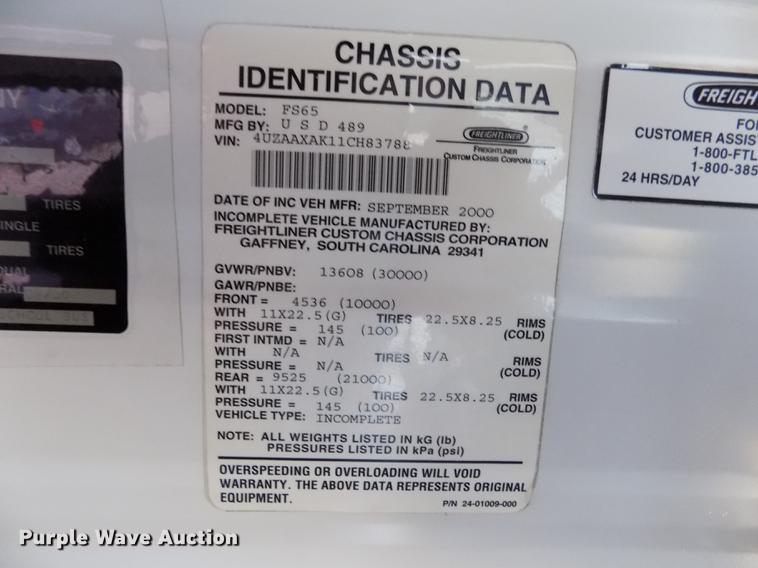 CHASSIS
IDENTIFICATION DATA
MODEL: FS65
MFG BY: U S D 489
VIN: 4UZAAXAK11CH83788
FREIGHTLINER
FREIGHTLINER
CUSTOM CHASSIS CORPORATION
DATE OF INC VEH MFR: SEPTEMBER 2000
INCOMPLETE VEHICLE MANUFACTURED BY:
FREIGHTLINER CUSTOM CHASSIS CORPORATION
GAFFNEY, SOUTH CAROLINA 29341
GVWR/PNBV: 13608 (30000)
GAWR/PNBE:
FRONT = 4536 (10000)
WITH 11X22.5(G) TIRES 22.5X8.25 RIMS
PRESSURE = 145 (100) (COLD)
FIRST INTMD = N/A
WITH N/A TIRES N/A RIMS
PRESSURE = N/A (COLD)
REAR = 9525 (21000)
WITH 11X22.5(G) TIRES 22.5X8.25 RIMS
PRESSURE = 145 (100) (COLD)
VEHICLE TYPE: INCOMPLETE
NOTE: ALL WEIGHTS LISTED IN kG (lb)
PRESSURES LISTED IN kPa (psi)
OVERSPEEDING OR OVERLOADING WILL VOID
WARRANTY. THE ABOVE DATA REPRESENTS ORIGINAL
EQUIPMENT.
P/N 24-01009-000
TIRES
INGLE
TIRES
UAL
SCHOOL BUS
FREIGH
FO
CUSTOMER ASSIS
1-800-FTL
1-800-385
24 HRS/DAY
Purple Wave Auction